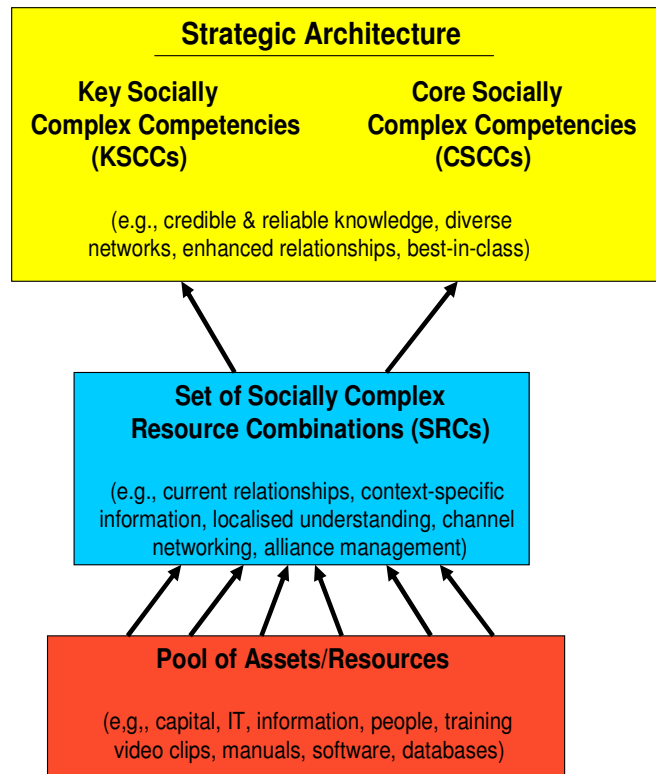 Strategic Architecture
Key Socially
Complex Competencies
(KSCCs)
Core Socially
Complex Competencies
(CSCCs)
(e.g., credible & reliable knowledge, diverse
networks, enhanced relationships, best-in-class)
Set of Socially Complex
Resource Combinations (SRCs)
(e.g., current relationships, context-specific
information, localised understanding, channel
networking, alliance management)
Pool of Assets/Resources
(e,g,, capital, IT, information, people, training
video clips, manuals, software, databases)